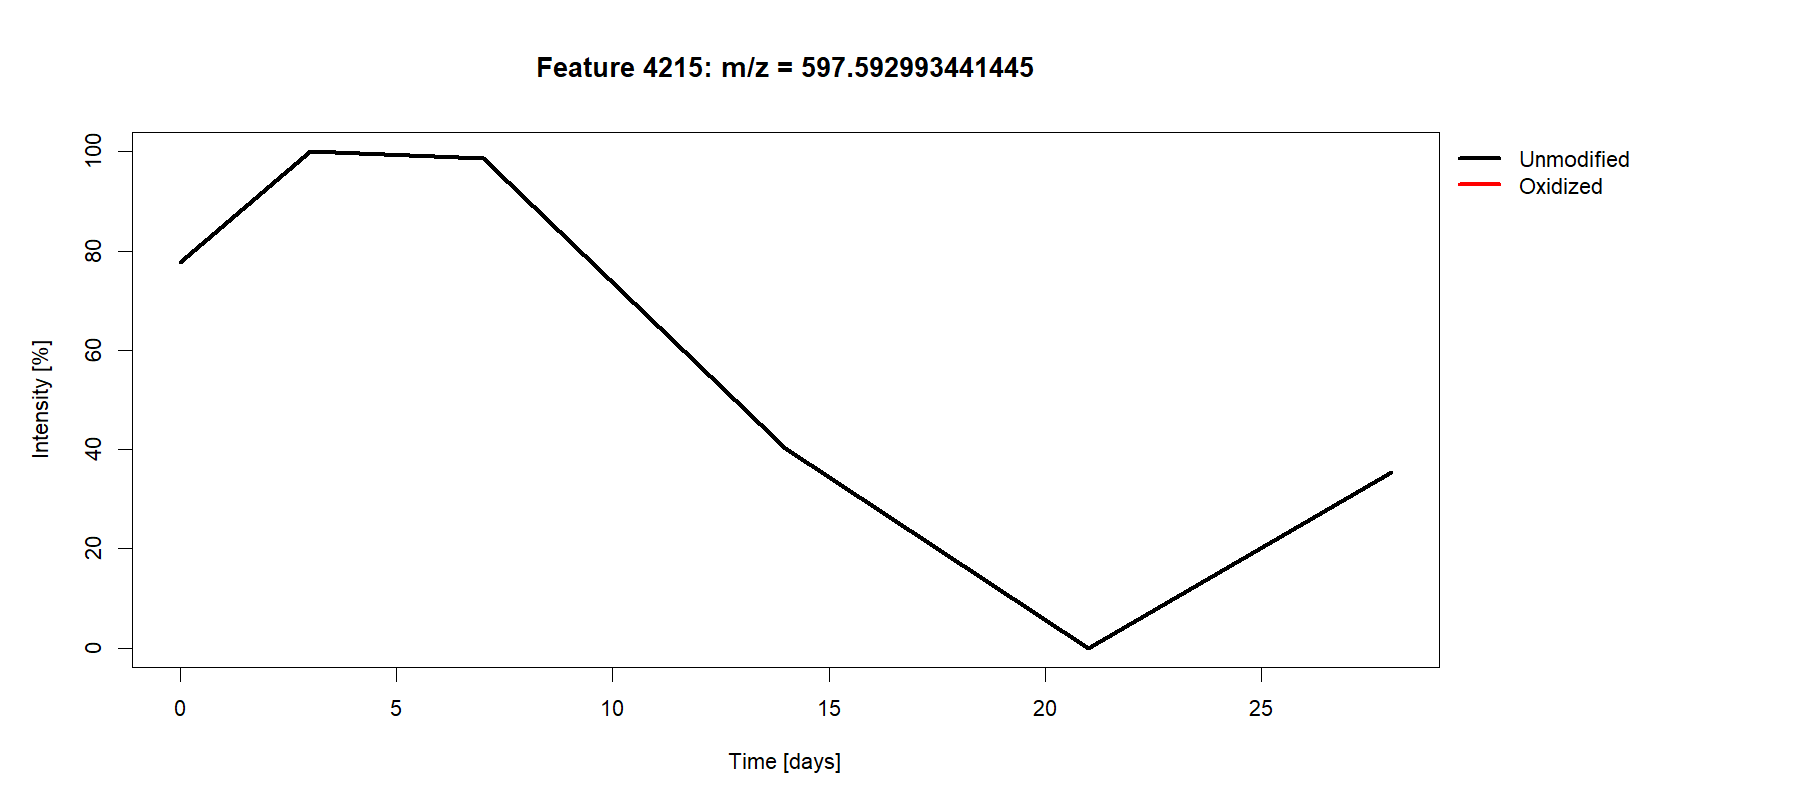 Feature 4215: m/z = 597.592993441445
Unmodified
Oxidized
Intensity [%]
100
80
60
40
20
0
0 5 10 15 20 25
Time [days]